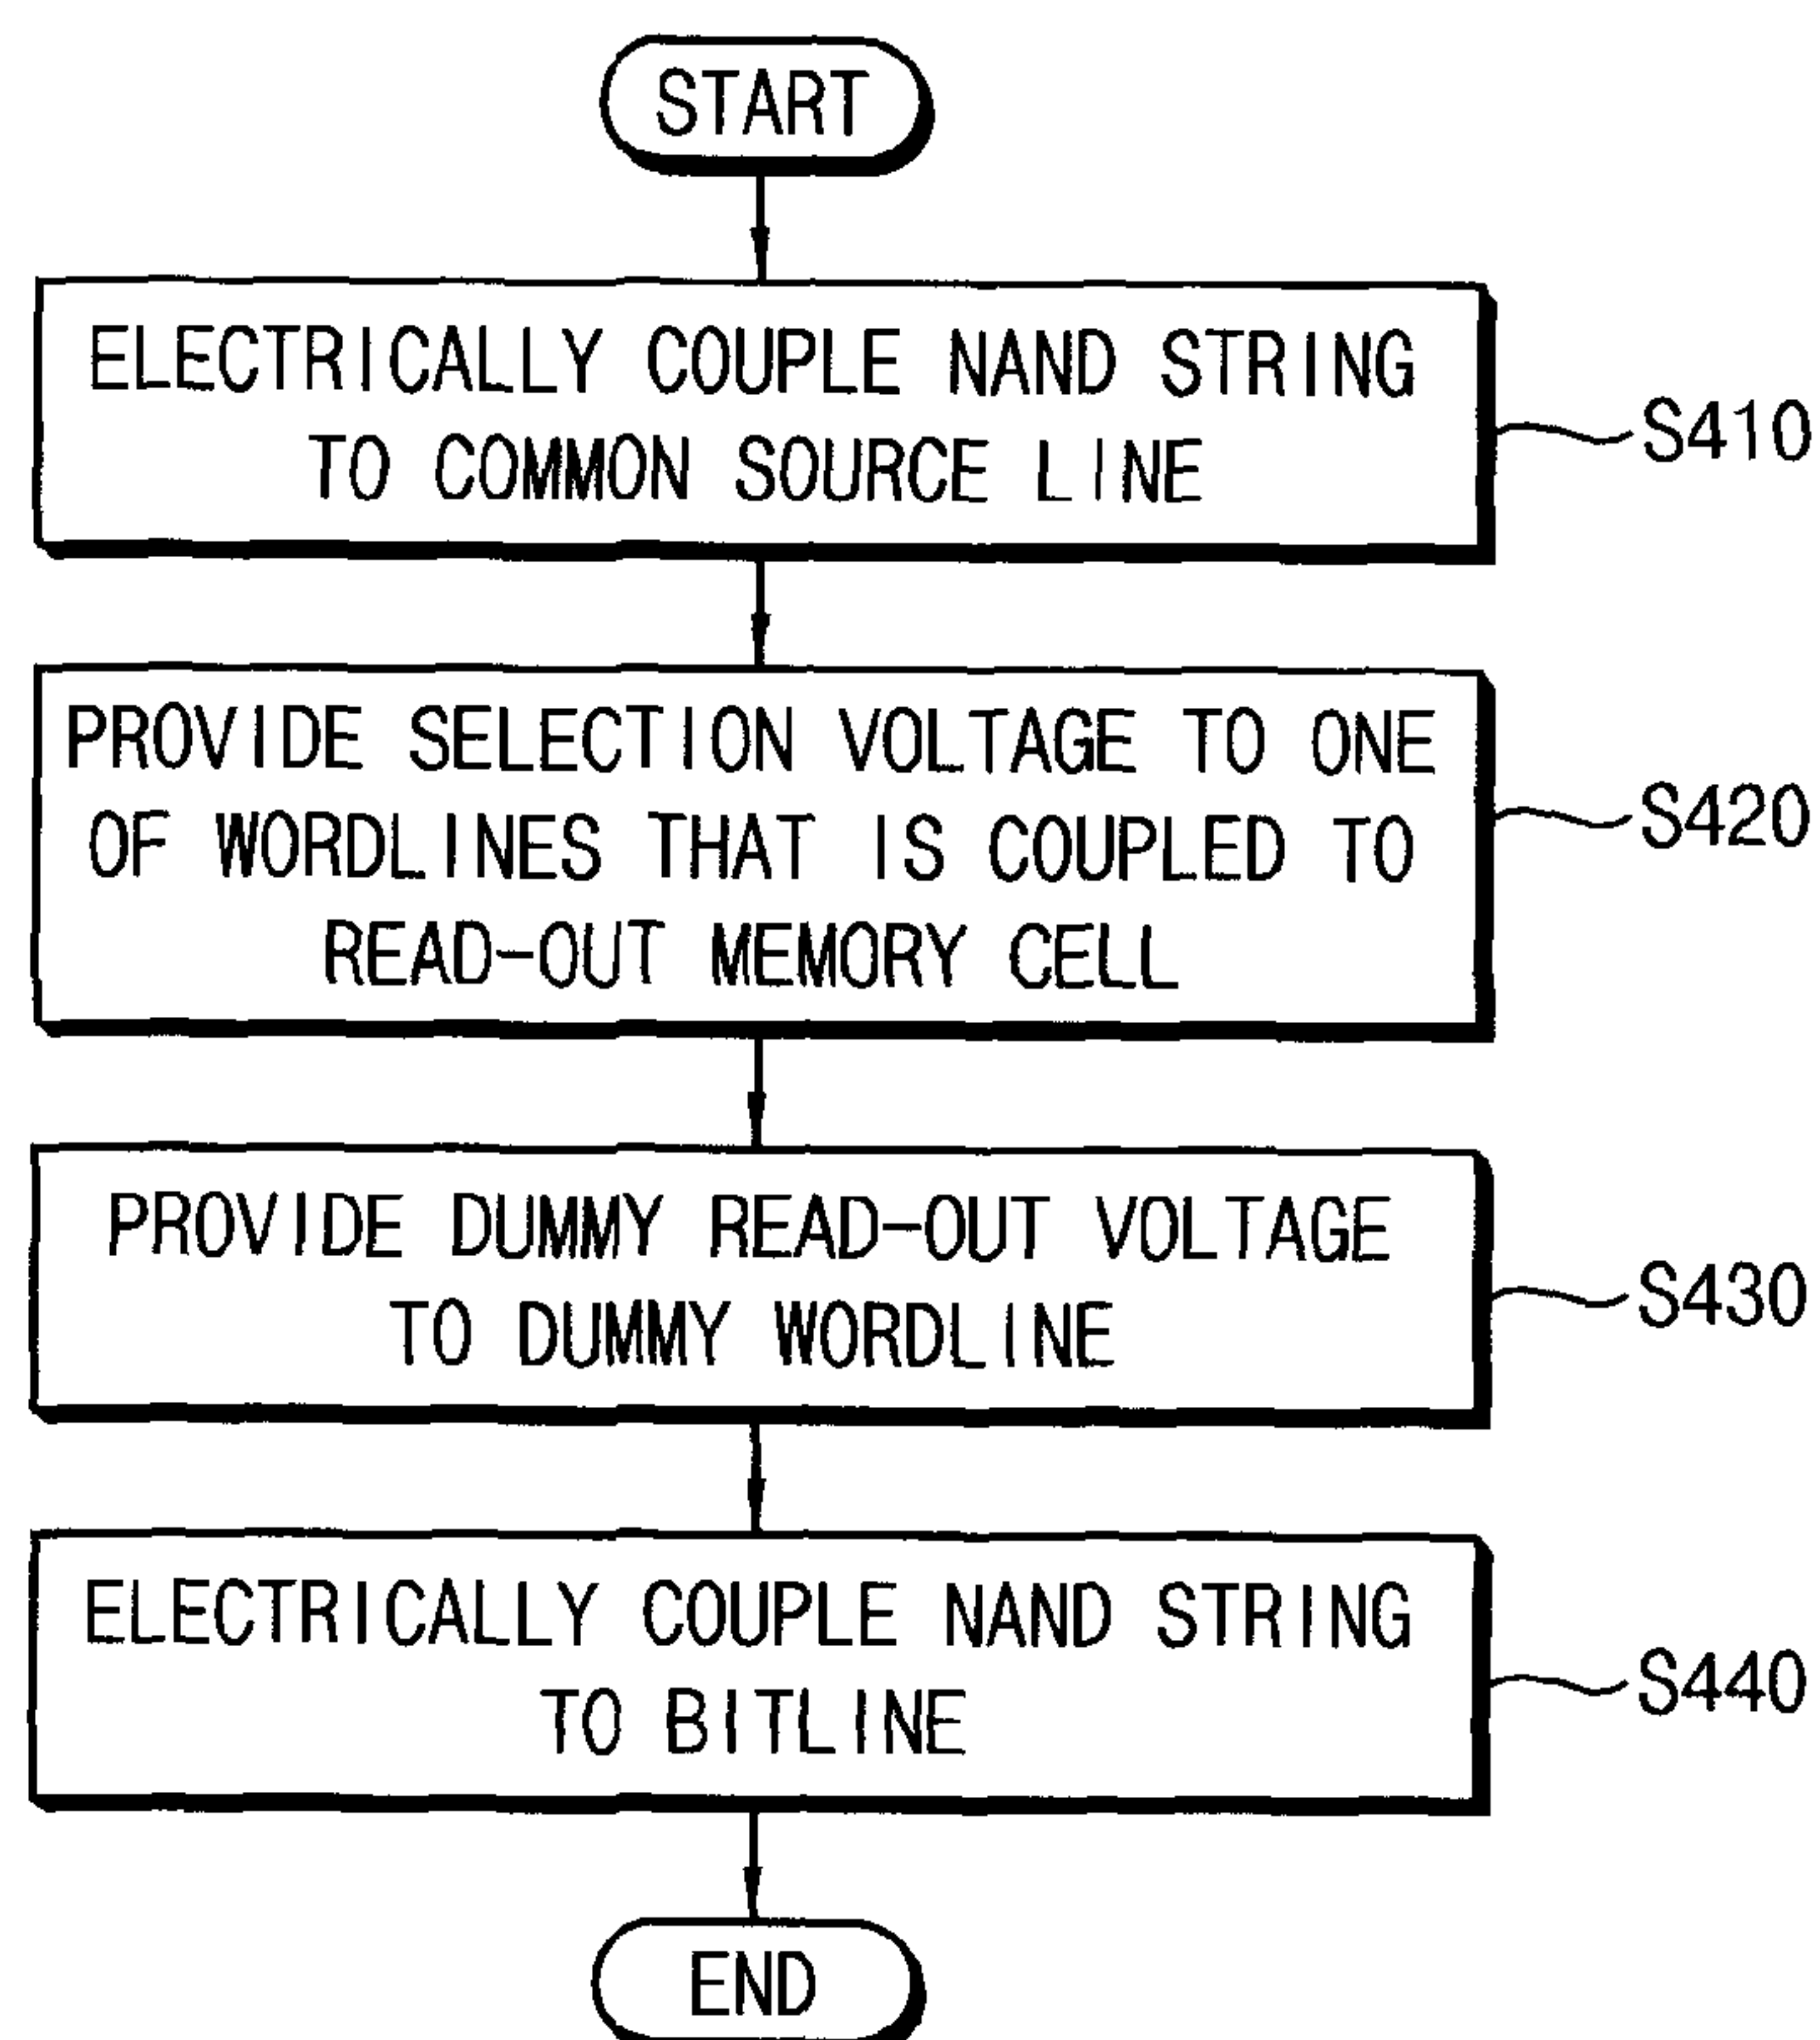 START
ELECTRICALLY COUPLE NAND STRING
TO COMMON SOURCE LINE
S410
PROVIDE SELECTION VOLTAGE TO ONE
OF WORDLINES THAT IS COUPLED TO
READ-OUT MEMORY CELL
S420
PROVIDE DUMMY READ-OUT VOLTAGE
TO DUMMY WORDLINE
S430
ELECTRICALLY COUPLE NAND STRING
TO BITLINE
S440
END